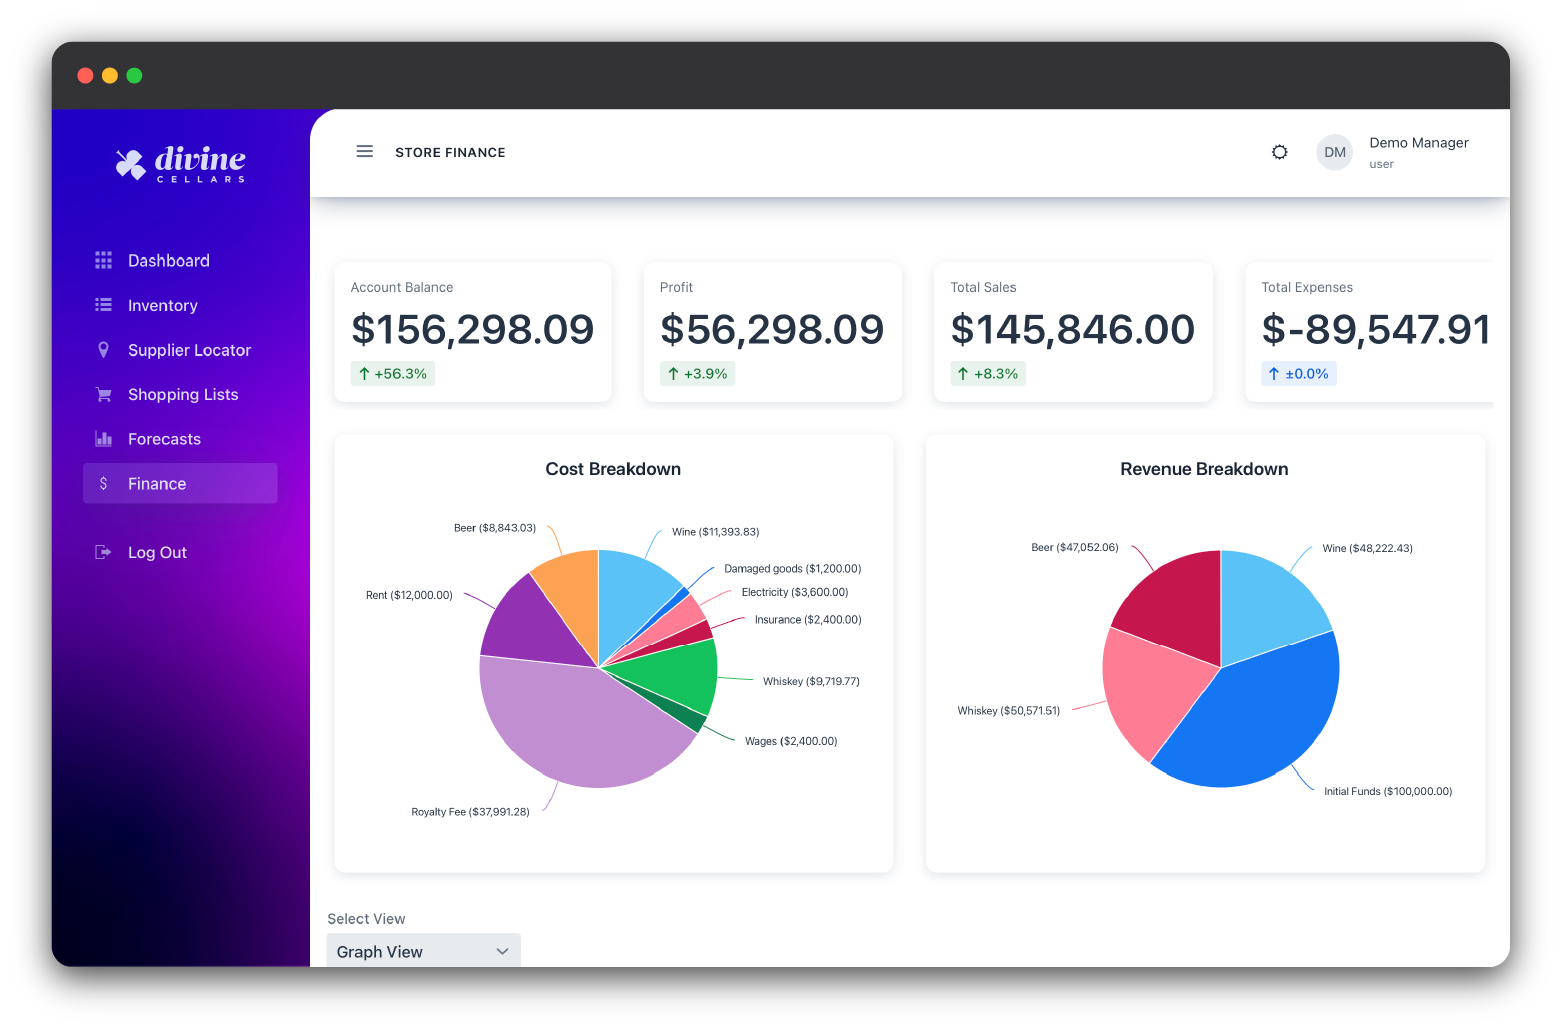 divine
CELLARS
Dashboard
Inventory
Supplier Locator
Shopping Lists
Forecasts
$ Finance
Log Out
STORE FINANCE
DM
Demo Manager
user
Account Balance
$156,298.09
↑ +56.3%
Profit
$56,298.09
↑ +3.9%
Total Sales
$145,846.00
↑ +8.3%
Total Expenses
$-89,547.91
↑ ±0.0%
Cost Breakdown
Beer ($8,843.03)
Wine ($11,393.83)
Damaged goods ($1,200.00)
Electricity ($3,600.00)
Rent ($12,000.00)
Insurance ($2,400.00)
Whiskey ($9,719.77)
Wages ($2,400.00)
Royalty Fee ($37,991.28)
Revenue Breakdown
Beer ($47,052.06)
Wine ($48,222.43)
Whiskey ($50,571.51)
Initial Funds ($100,000.00)
Select View
Graph View